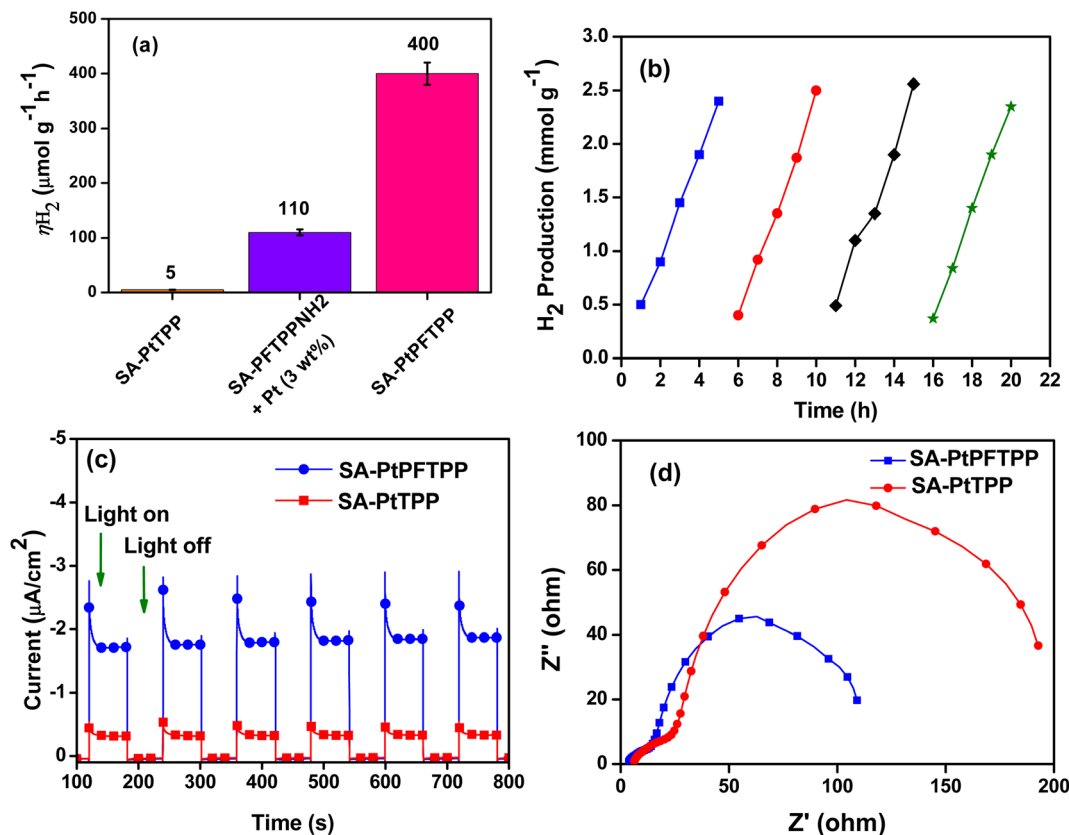 (a)
ηH2 (μmol g-1h-1)
500
400
300
200
100
0
5
110
400
SA-PtTPP
SA-PFTPPNH2
+ Pt (3 wt%)
SA-PtPFTPP
(b)
H2 Production (mmol g-1)
3.0
2.5
2.0
1.5
1.0
0.5
0.0
0 2 4 6 8 10 12 14 16 18 20 22
Time (h)
(c)
SA-PtPFTPP
SA-PtTPP
Light on
Light off
Current (μA/cm2)
-5
-4
-3
-2
-1
0
100 200 300 400 500 600 700 800
Time (s)
(d)
SA-PtPFTPP
SA-PtTPP
Z'' (ohm)
100
80
60
40
20
0
0 50 100 150 200
Z' (ohm)